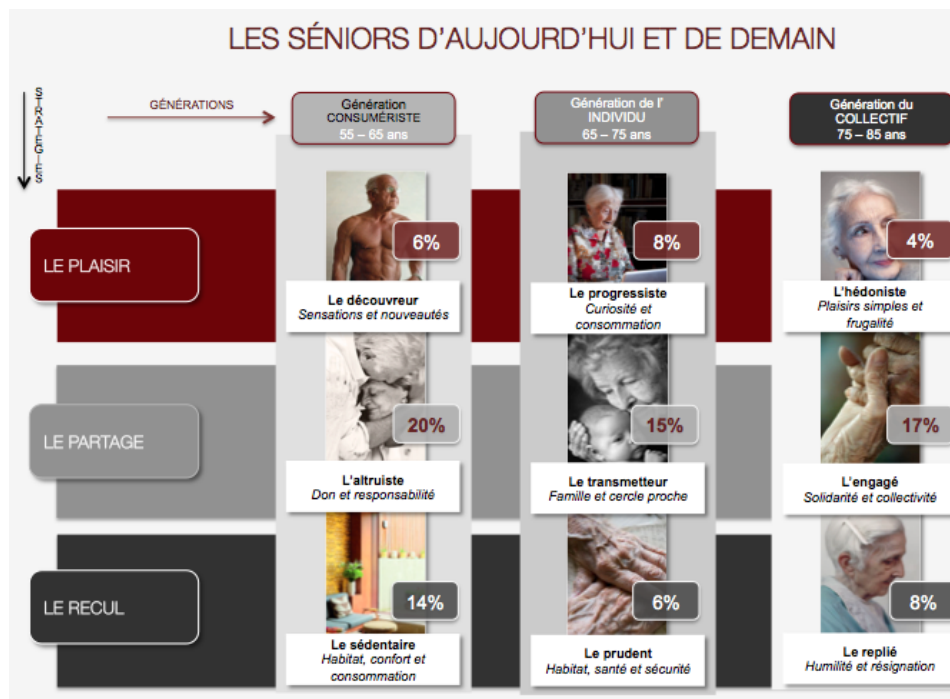 LES SÉNIORS D'AUJOURD'HUI ET DE DEMAIN
STRATÉGIES
GÉNÉRATIONS
Génération
CONSUMÉRISTE
55 – 65 ans
Génération de l'
INDIVIDU
65 – 75 ans
Génération du
COLLECTIF
75 – 85 ans
LE PLAISIR
6%
Le découvreur
Sensations et nouveautés
8%
Le progressiste
Curiosité et
consommation
4%
L'hédoniste
Plaisirs simples et
frugalité
LE PARTAGE
20%
L'altruiste
Don et responsabilité
15%
Le transmetteur
Famille et cercle proche
17%
L'engagé
Solidarité et collectivité
LE RECUL
14%
Le sédentaire
Habitat, confort et
consommation
6%
Le prudent
Habitat, santé et sécurité
8%
Le replié
Humilité et résignation